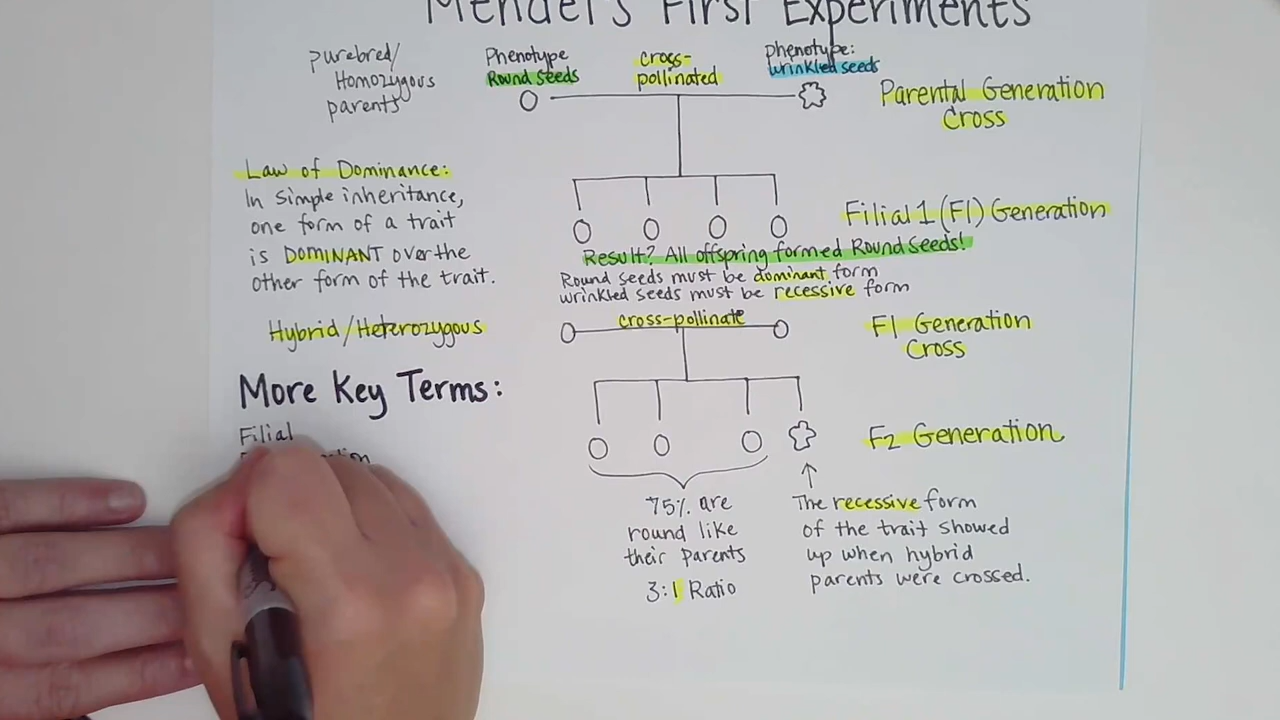 Mendel's First Experiments
purebred/
Homozygous
parents
Phenotype
Round Seeds
cross-
pollinated
phenotype:
wrinkled seeds
Parental Generation
Cross
Law of Dominance:
In simple inheritance,
one form of a trait
is DOMINANT over the
other form of the trait.
Filial 1 (F1) Generation
Result? All offspring formed Round Seeds!
Round seeds must be dominant form
wrinkled seeds must be recessive form
Hybrid/Heterozygous
cross-pollinate
F1 Generation
Cross
More Key Terms:
Filial
F2 Generation
75% are
round like
their parents
3:1 Ratio
The recessive form
of the trait showed
up when hybrid
parents were crossed.